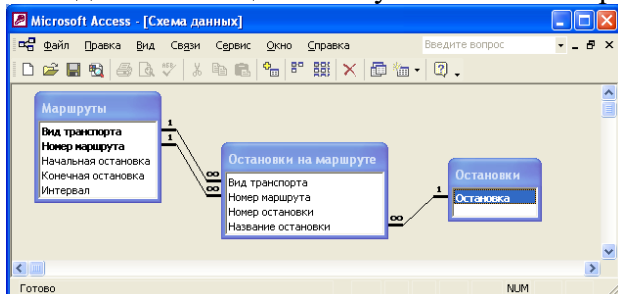 Microsoft Access - [Схема данных]
Файл Правка Вид Связи Сервис Окно Справка Введите вопрос
Маршруты
Вид транспорта
Номер маршрута
Начальная остановка
Конечная остановка
Интервал
1
1
∞
∞
Остановки на маршруте
Вид транспорта
Номер маршрута
Номер остановки
Название остановки
∞
1
Остановки
Остановка
Готово NUM